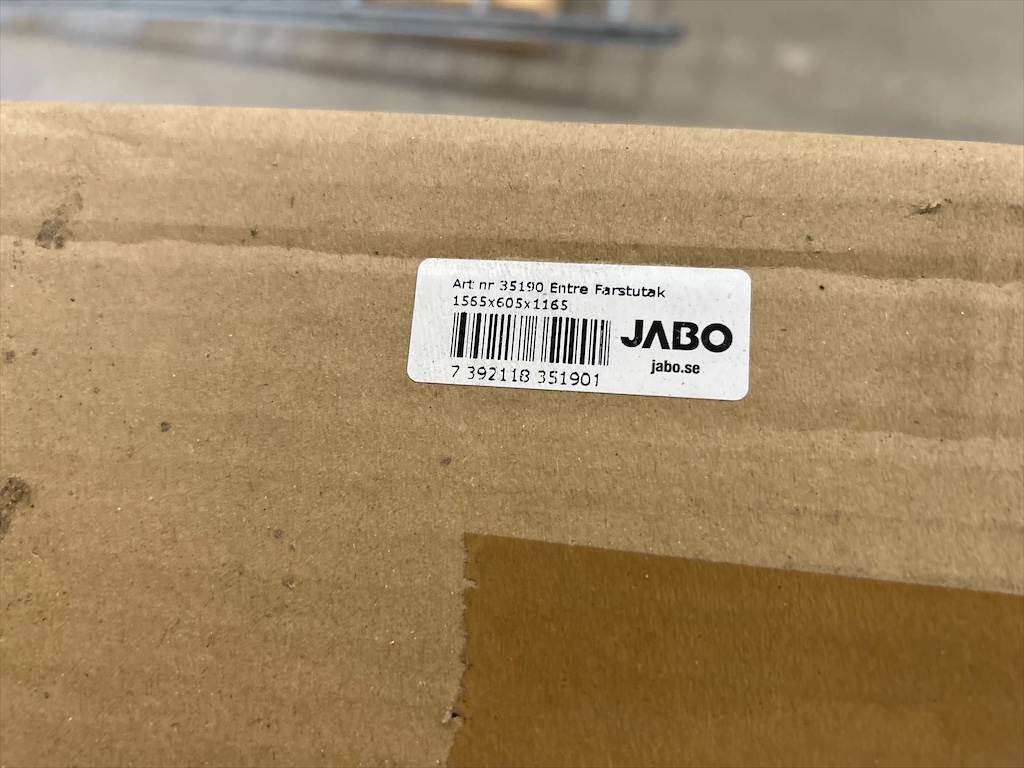 Art nr 35190 Entre Farstutak
1565x605x1165
JABO
jabo.se
7 392118 351901